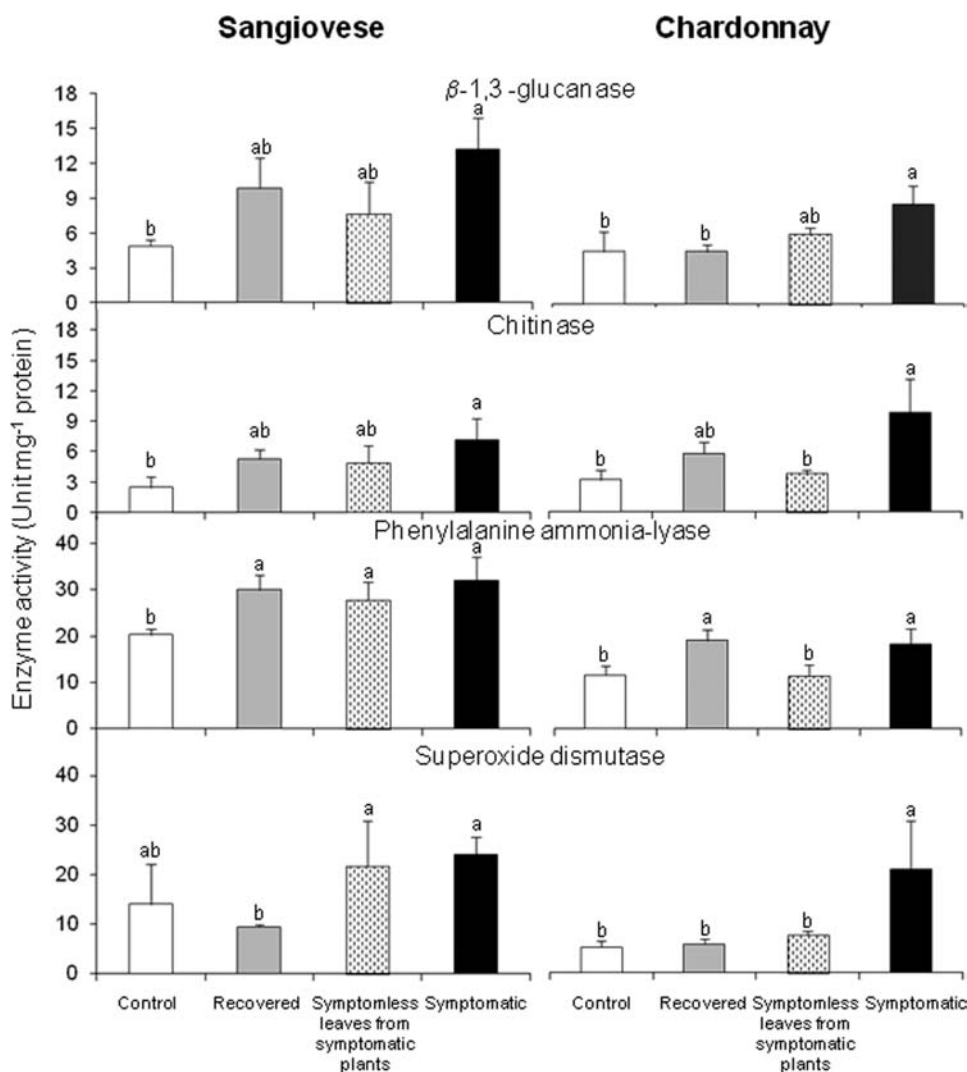 Sangiovese
Chardonnay
Enzyme activity (Unit mg⁻¹ protein)
β-1,3 -glucanase
18
15
12
9
6
3
0
b
ab
ab
a
b
b
ab
a
Chitinase
18
15
12
9
6
3
0
b
ab
ab
a
b
ab
b
a
Phenylalanine ammonia-lyase
40
30
20
10
0
b
a
a
a
b
a
b
a
Superoxide dismutase
40
30
20
10
0
ab
b
a
a
b
b
b
a
Control
Recovered
Symptomless
leaves from
symptomatic
plants
Symptomatic
Control
Recovered
Symptomless
leaves from
symptomatic
plants
Symptomatic